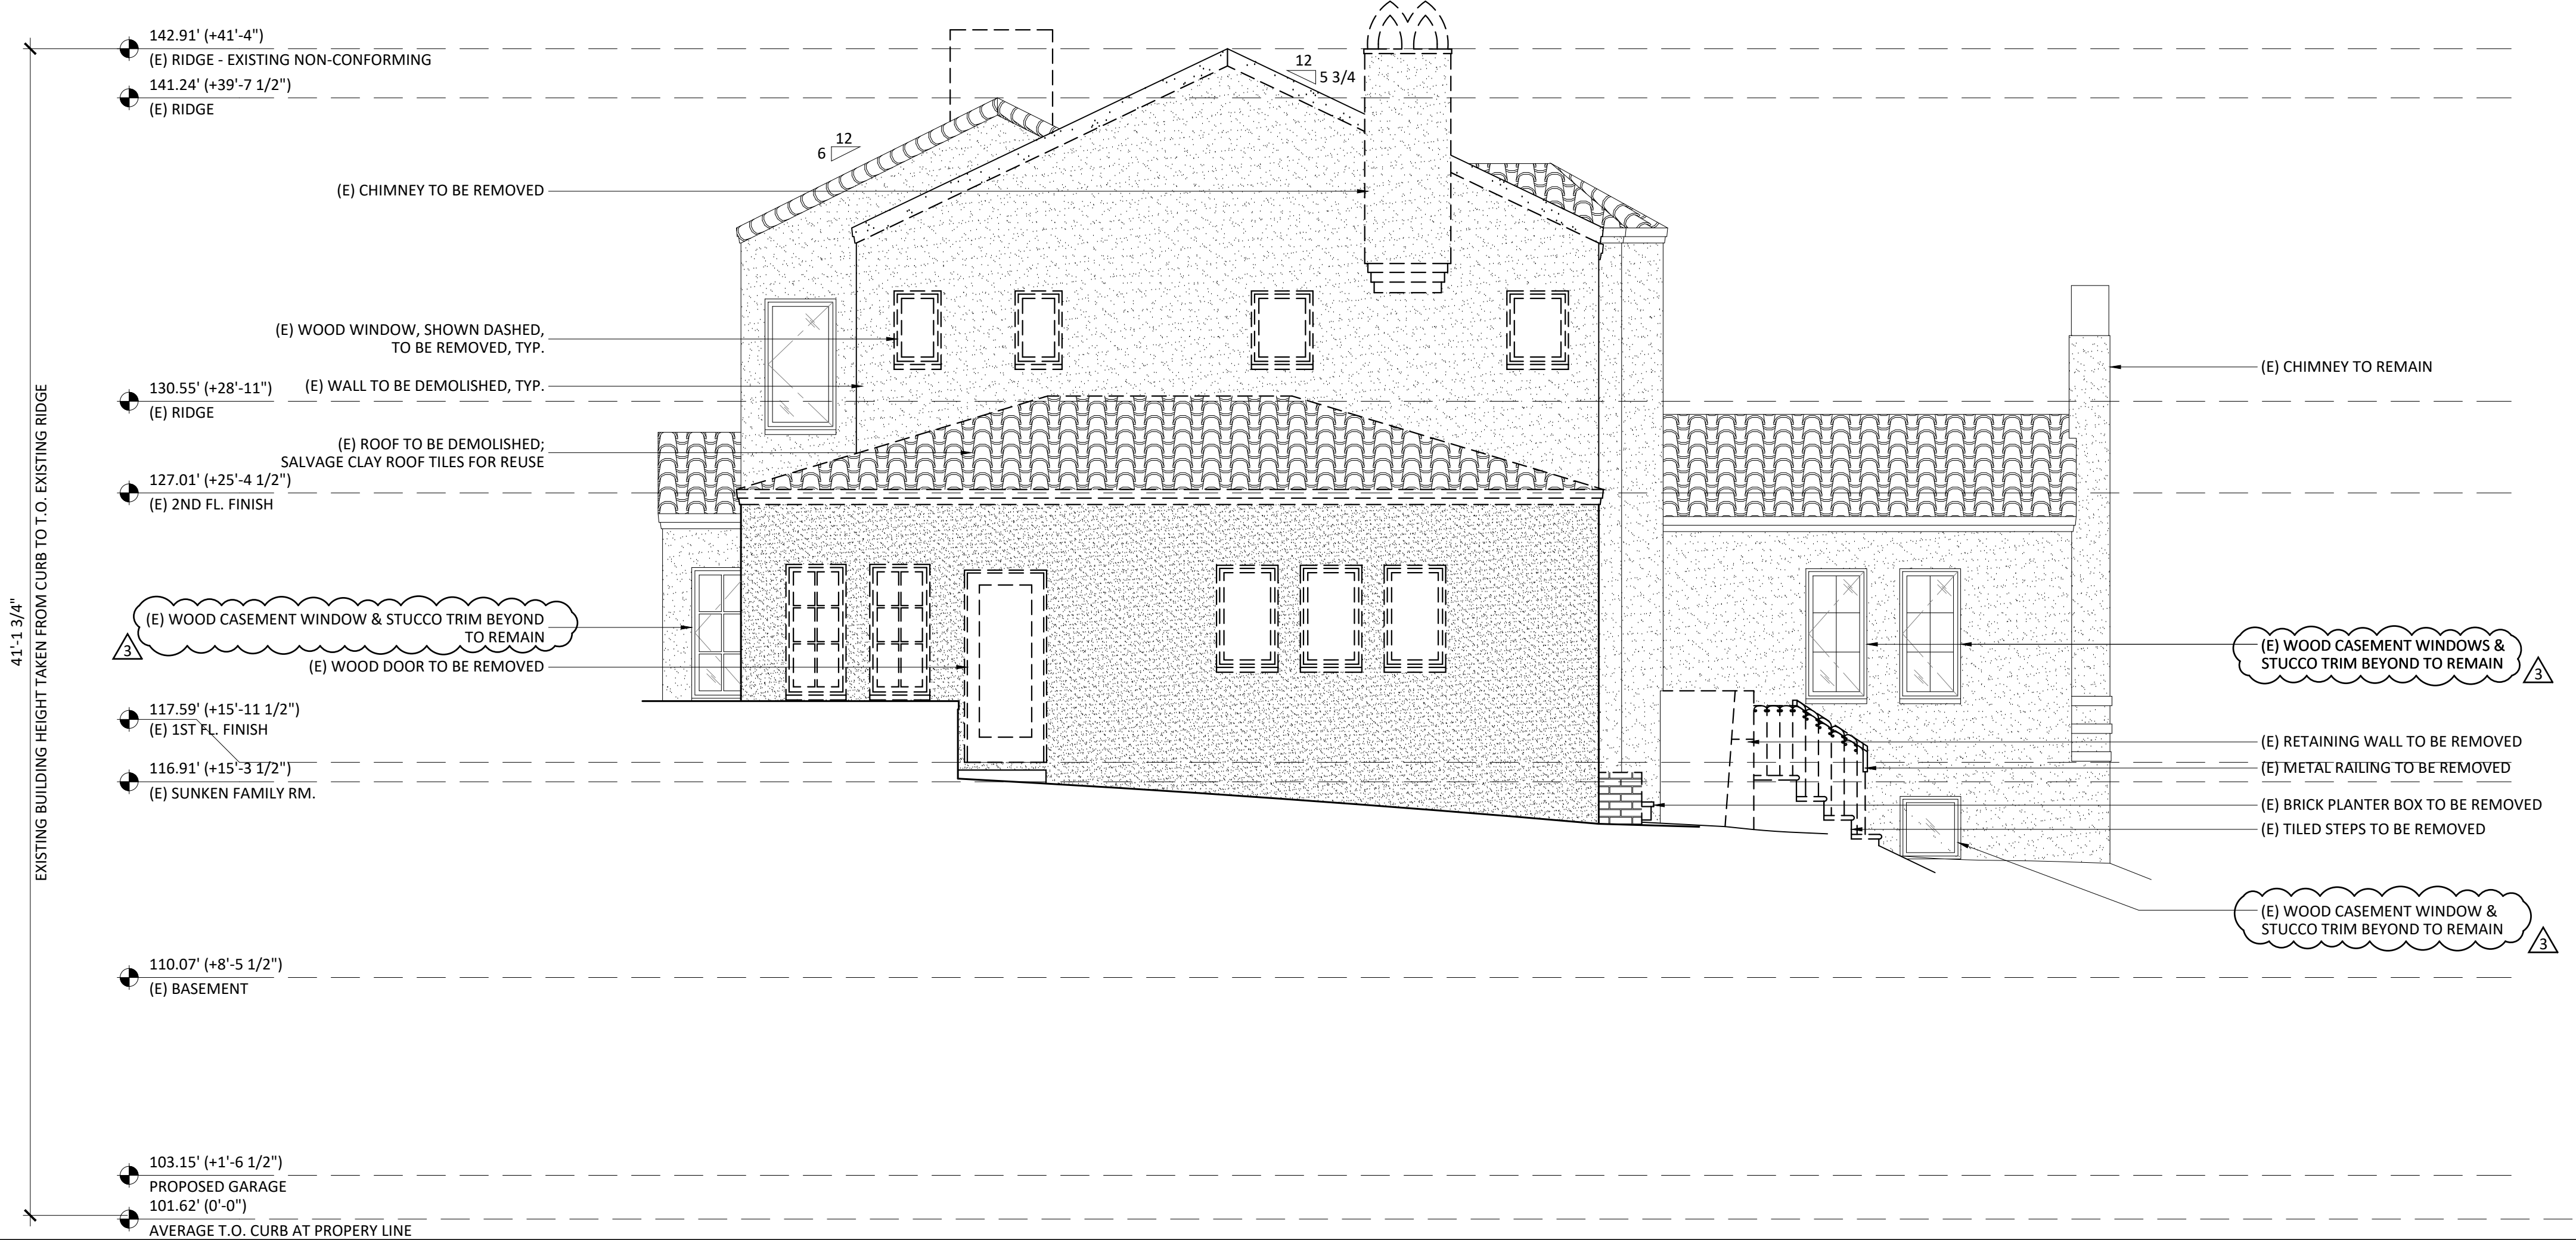 142.91' (+41'-4")
(E) RIDGE - EXISTING NON-CONFORMING
141.24' (+39'-7 1/2")
(E) RIDGE
12
5 3/4
12
6
(E) CHIMNEY TO BE REMOVED
(E) WOOD WINDOW, SHOWN DASHED,
TO BE REMOVED, TYP.
(E) CHIMNEY TO REMAIN
130.55' (+28'-11")
(E) RIDGE
(E) WALL TO BE DEMOLISHED, TYP.
(E) ROOF TO BE DEMOLISHED;
SALVAGE CLAY ROOF TILES FOR REUSE
127.01' (+25'-4 1/2")
(E) 2ND FL. FINISH
41'-1 3/4"
EXISTING BUILDING HEIGHT TAKEN FROM CURB TO T.O. EXISTING RIDGE
(E) WOOD CASEMENT WINDOW & STUCCO TRIM BEYOND
TO REMAIN
3
(E) WOOD DOOR TO BE REMOVED
(E) WOOD CASEMENT WINDOWS &
STUCCO TRIM BEYOND TO REMAIN
3
117.59' (+15'-11 1/2")
(E) 1ST FL. FINISH
116.91' (+15'-3 1/2")
(E) SUNKEN FAMILY RM.
(E) RETAINING WALL TO BE REMOVED
(E) METAL RAILING TO BE REMOVED
(E) BRICK PLANTER BOX TO BE REMOVED
(E) TILED STEPS TO BE REMOVED
(E) WOOD CASEMENT WINDOW &
STUCCO TRIM BEYOND TO REMAIN
3
110.07' (+8'-5 1/2")
(E) BASEMENT
103.15' (+1'-6 1/2")
PROPOSED GARAGE
101.62' (0'-0")
AVERAGE T.O. CURB AT PROPERY LINE